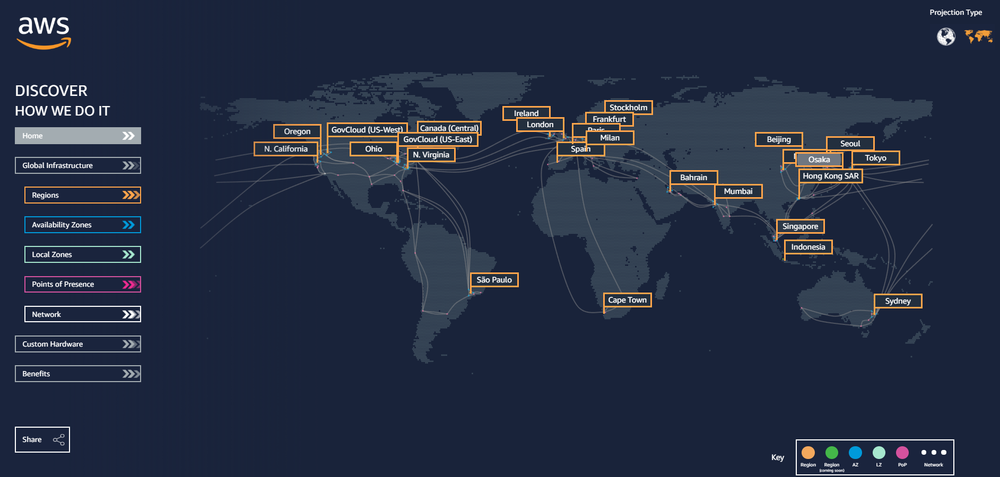 aws
Projection Type
DISCOVER
HOW WE DO IT
Home
Global Infrastructure
Regions
Availability Zones
Local Zones
Points of Presence
Network
Custom Hardware
Benefits
Share
Oregon
GovCloud (US-West)
Canada (Central)
GovCloud (US-East)
N. California
Ohio
N. Virginia
São Paulo
Ireland
London
Stockholm
Frankfurt
Paris
Milan
Spain
Bahrain
Mumbai
Cape Town
Beijing
Seoul
Osaka
Tokyo
Hong Kong SAR
Singapore
Indonesia
Sydney
Key
Region
Region
(coming soon)
AZ
LZ
PoP
Network